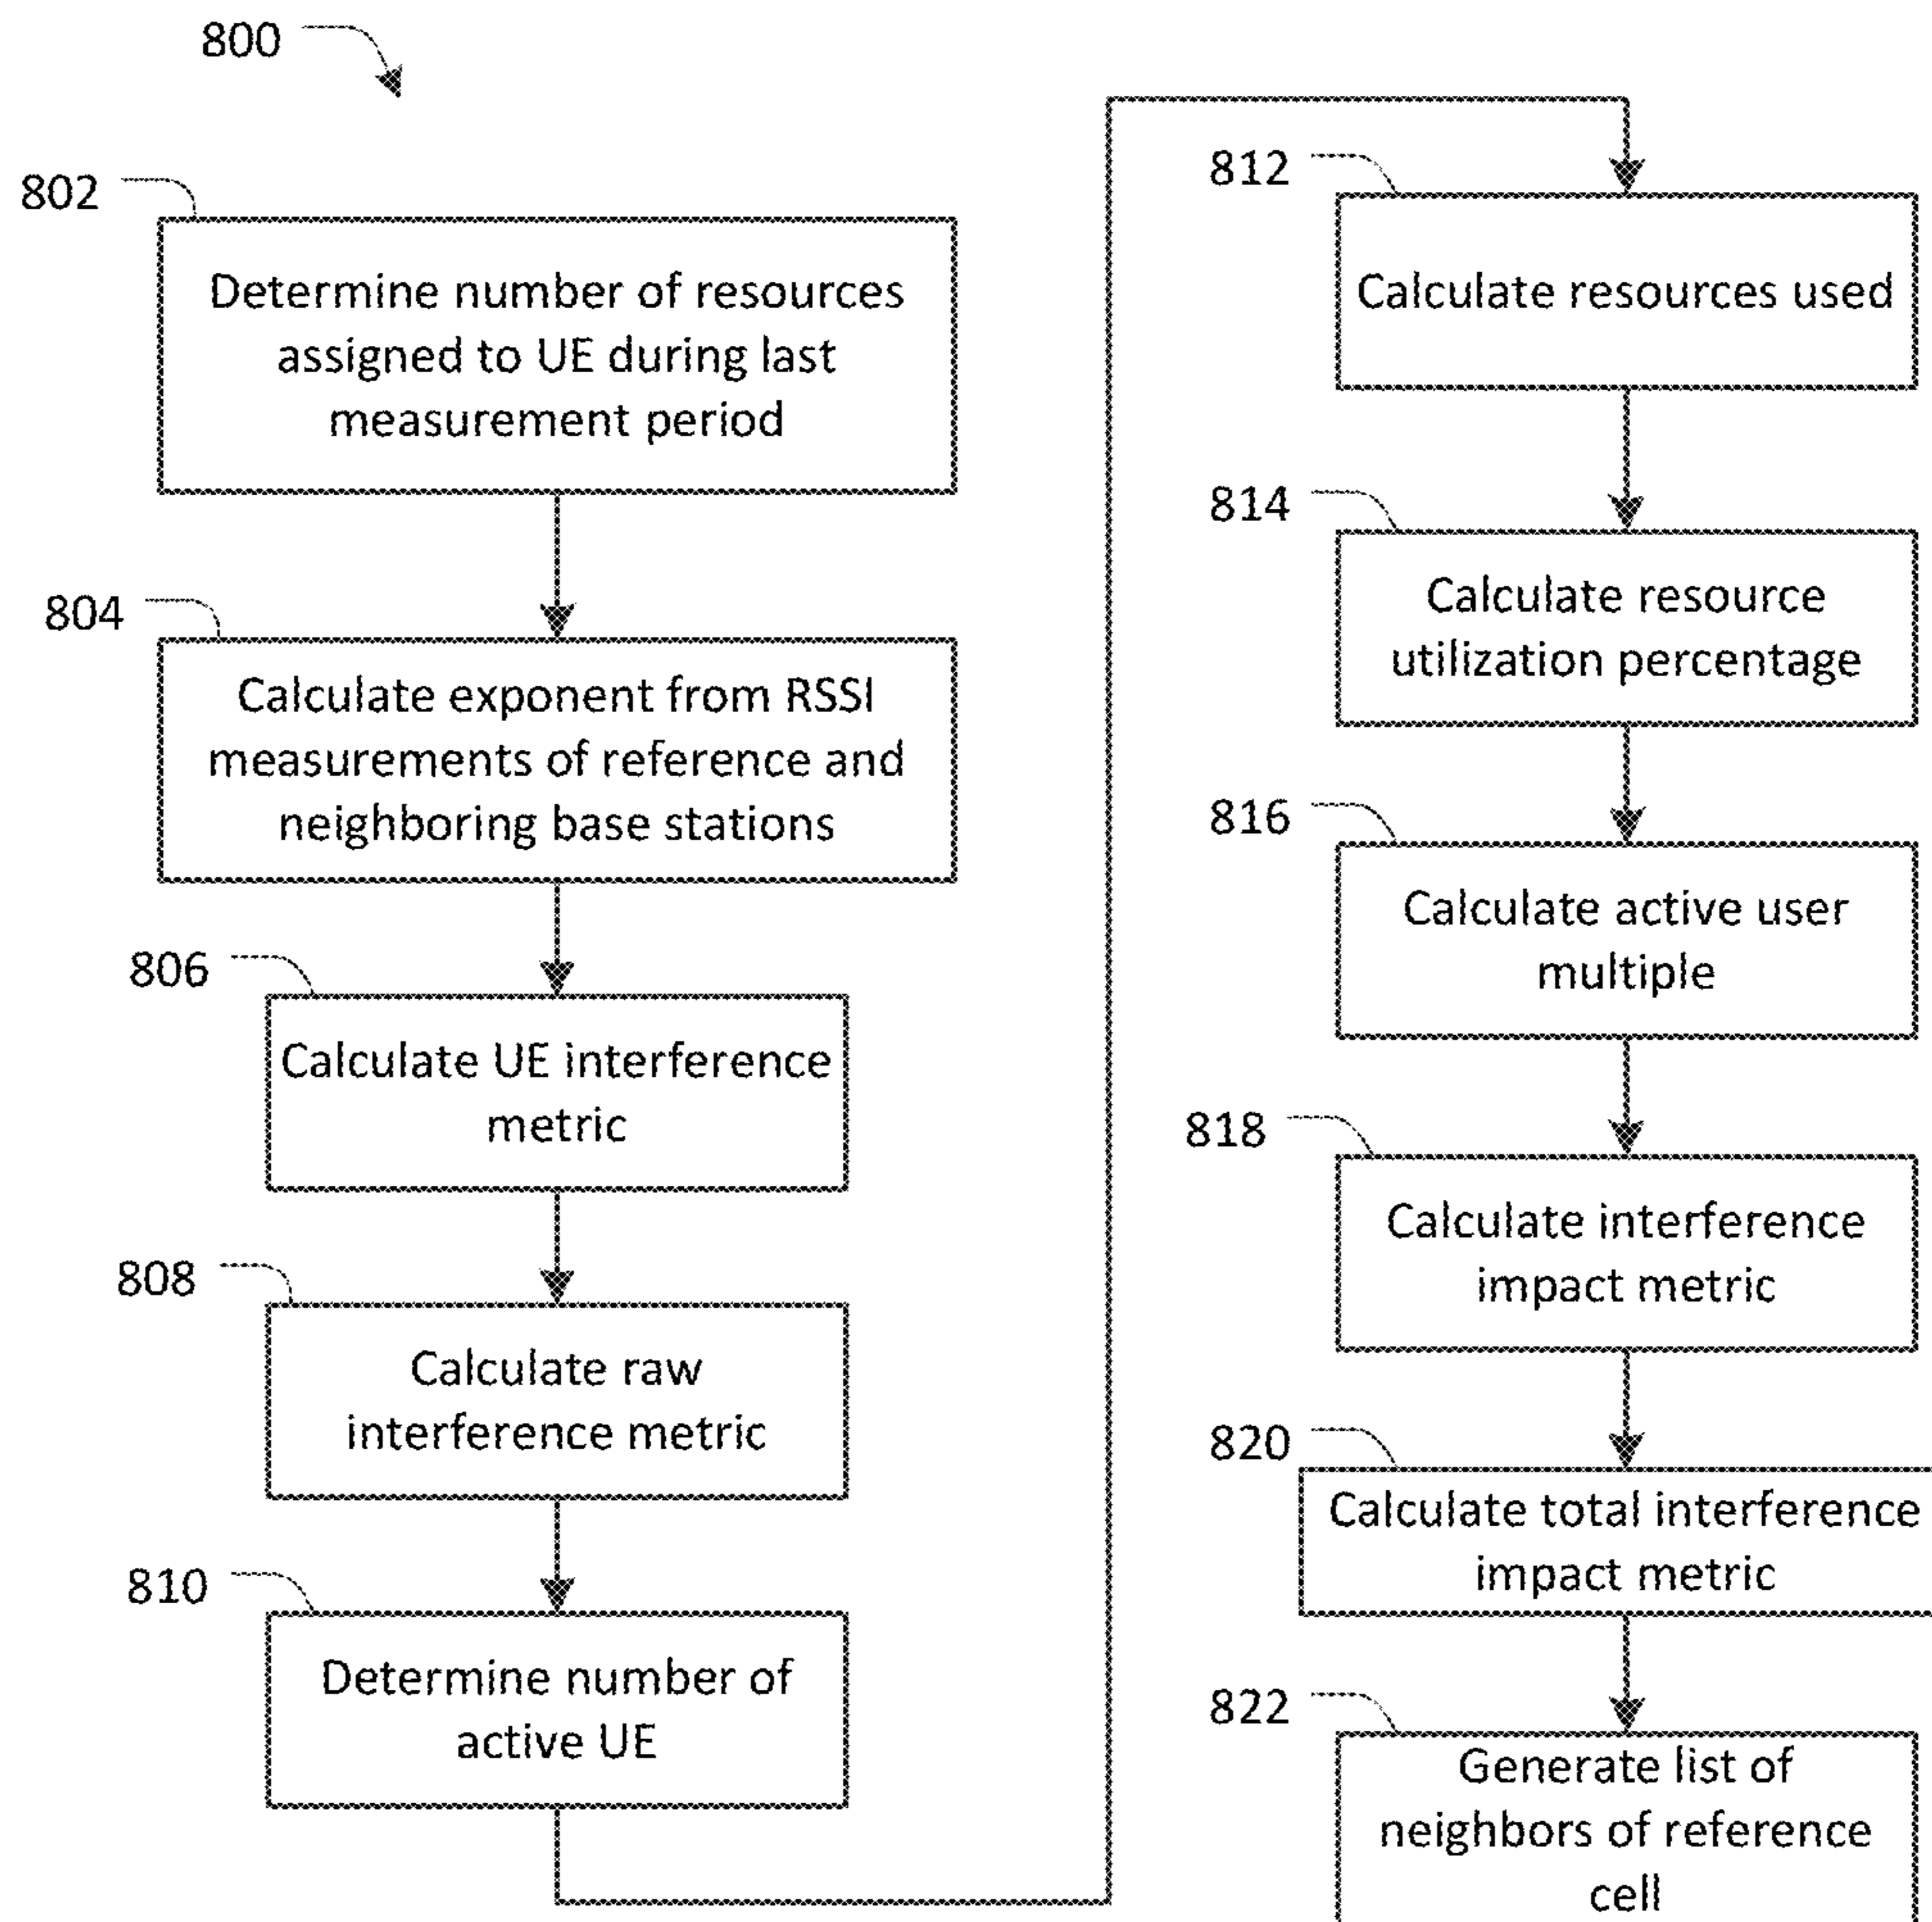 800
802
Determine number of resources
assigned to UE during last
measurement period
804
Calculate exponent from RSSI
measurements of reference and
neighboring base stations
806
Calculate UE interference
metric
808
Calculate raw
interference metric
810
Determine number of
active UE
812
Calculate resources used
814
Calculate resource
utilization percentage
816
Calculate active user
multiple
818
Calculate interference
impact metric
820
Calculate total interference
impact metric
822
Generate list of
neighbors of reference
cell